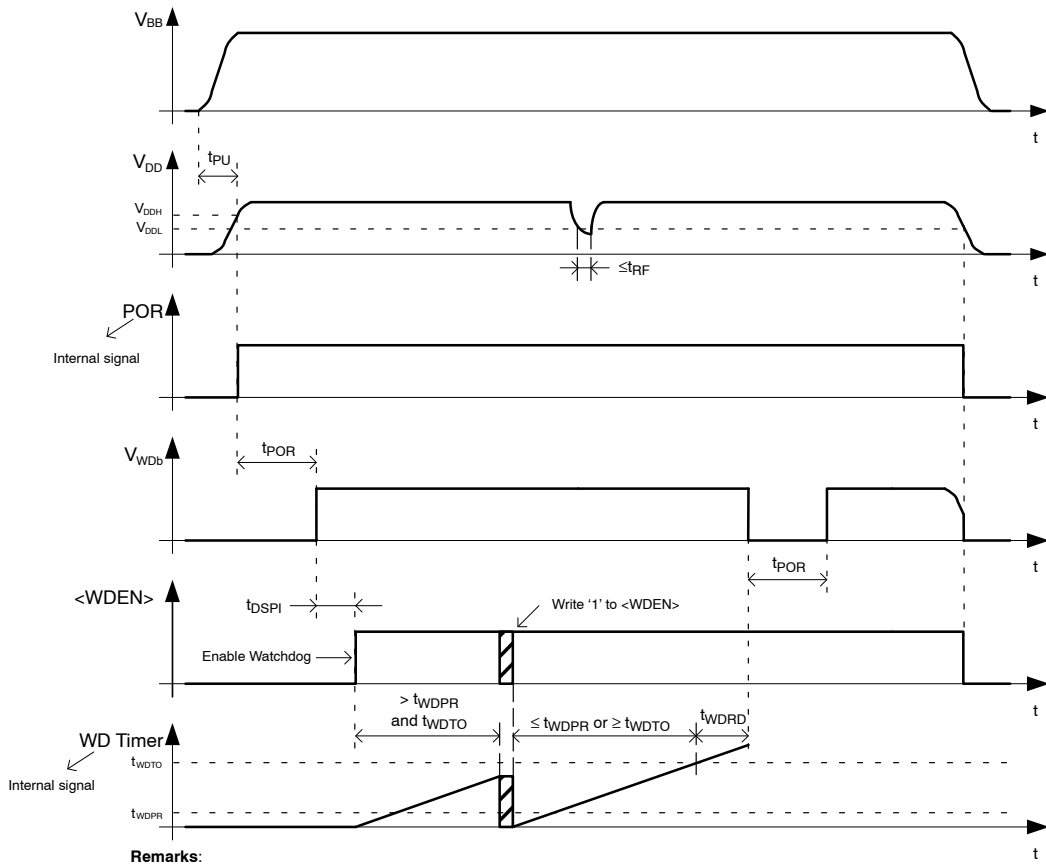 VBB
t
tPU
VDD
VDDH
VDDL
≤tRF
t
POR
Internal signal
t
tPOR
VWDb
tPOR
t
<WDEN>
tDSPI
Write ‘1’ to <WDEN>
Enable Watchdog
t
> tWDPR
and tWDTO
≤ tWDPR or ≥ tWDTO
tWDRD
WD Timer
tWDTO
Internal signal
tWDPR
t
Remarks: